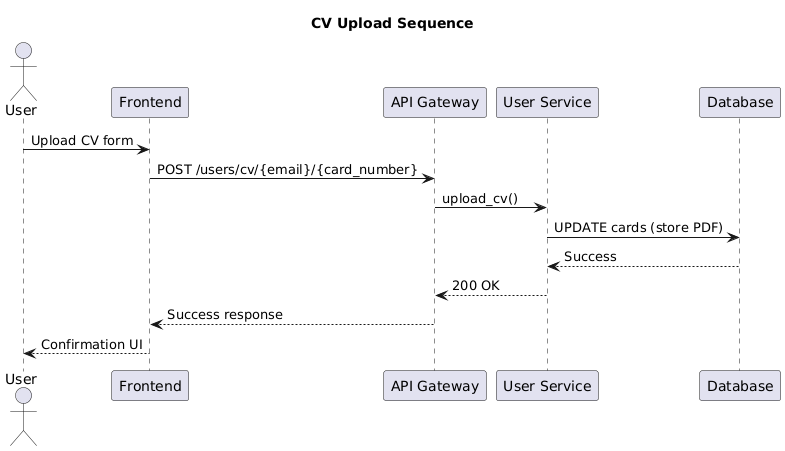 CV Upload Sequence
User
Frontend
API Gateway
User Service
Database
Upload CV form
POST /users/cv/{email}/{card_number}
upload_cv()
UPDATE cards (store PDF)
Success
200 OK
Success response
Confirmation UI
User
Frontend
API Gateway
User Service
Database